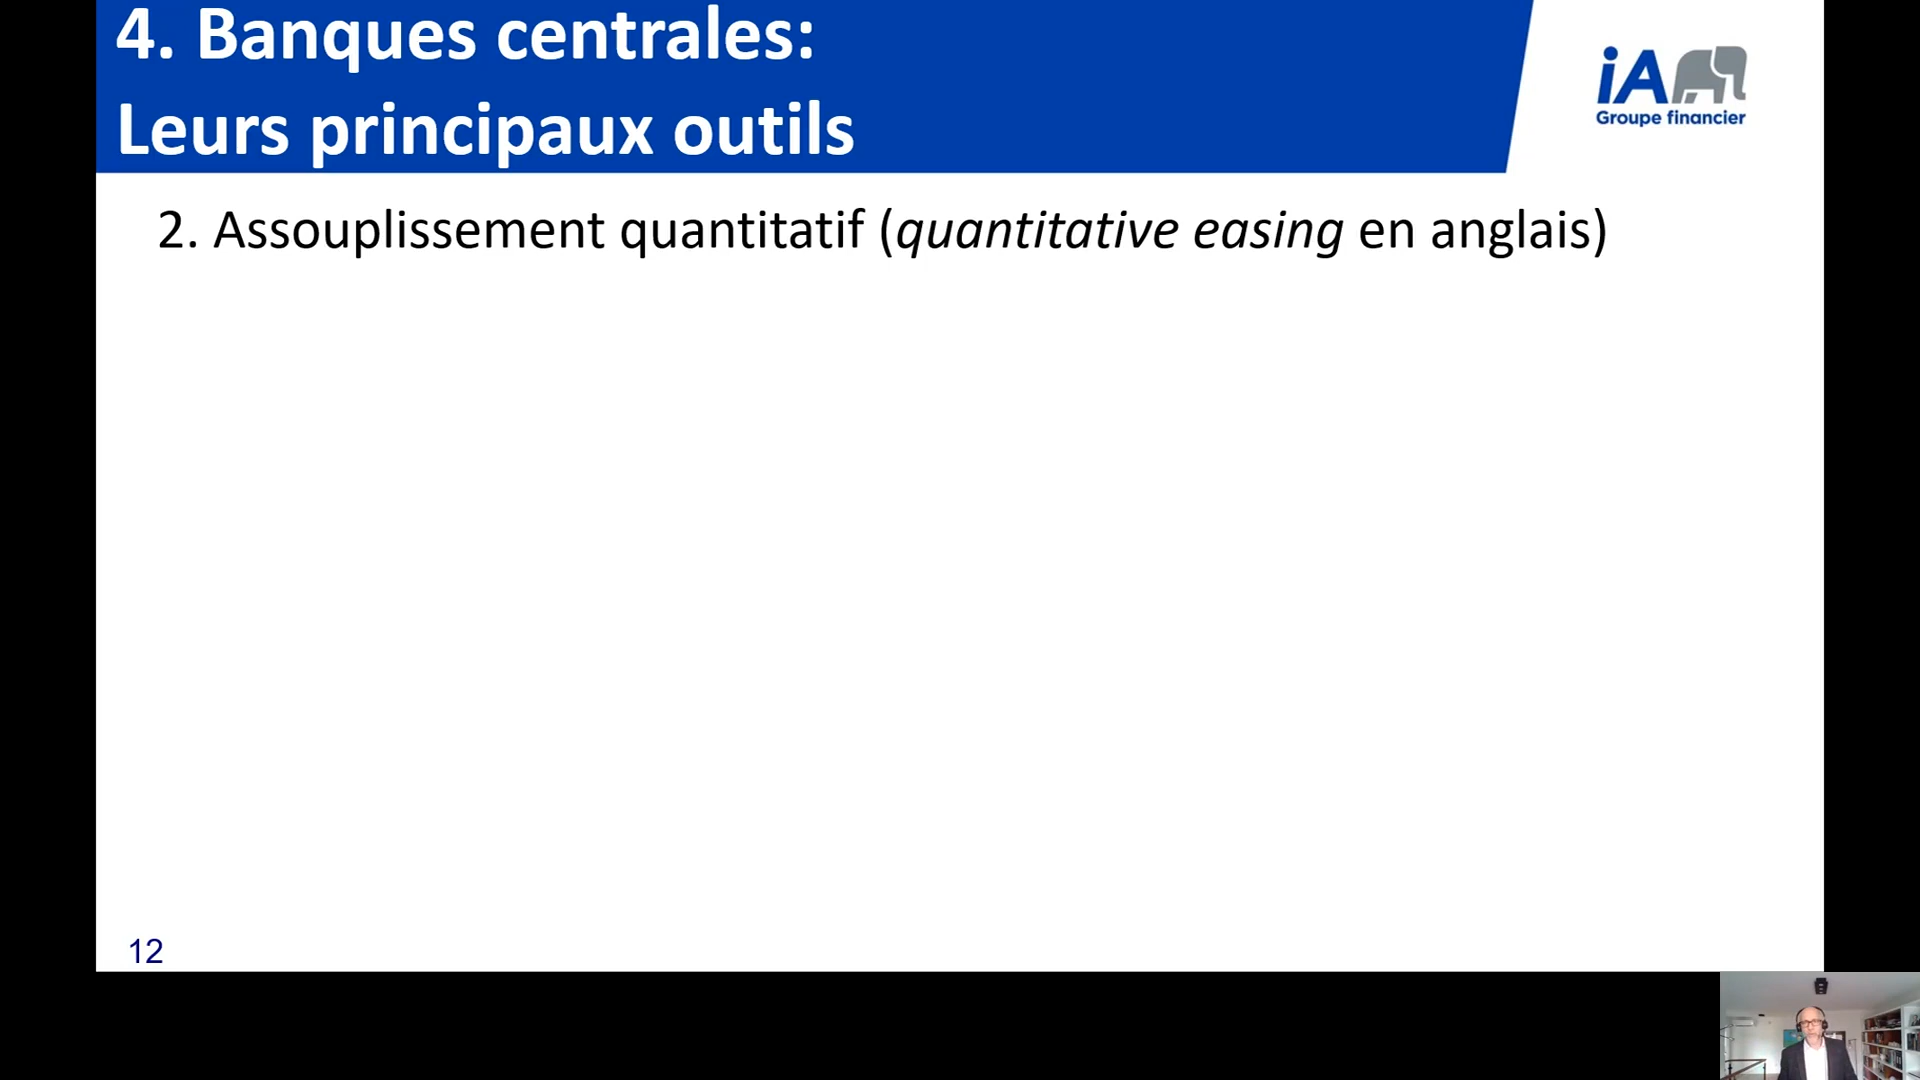 4. Banques centrales:
Leurs principaux outils
iA
Groupe financier
2. Assouplissement quantitatif (quantitative easing en anglais)
12